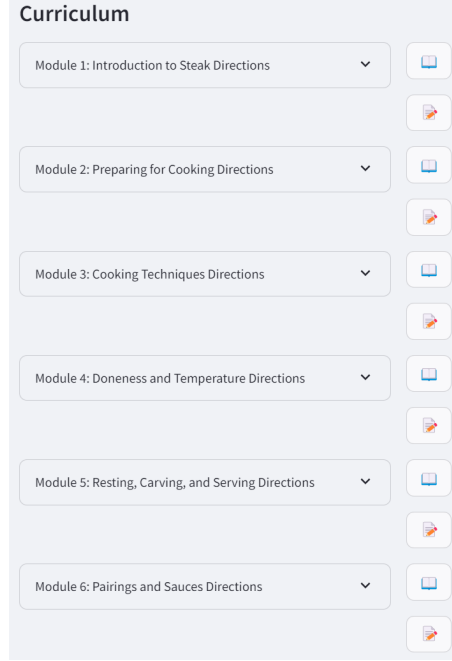 Curriculum
Module 1: Introduction to Steak Directions
Module 2: Preparing for Cooking Directions
Module 3: Cooking Techniques Directions
Module 4: Doneness and Temperature Directions
Module 5: Resting, Carving, and Serving Directions
Module 6: Pairings and Sauces Directions